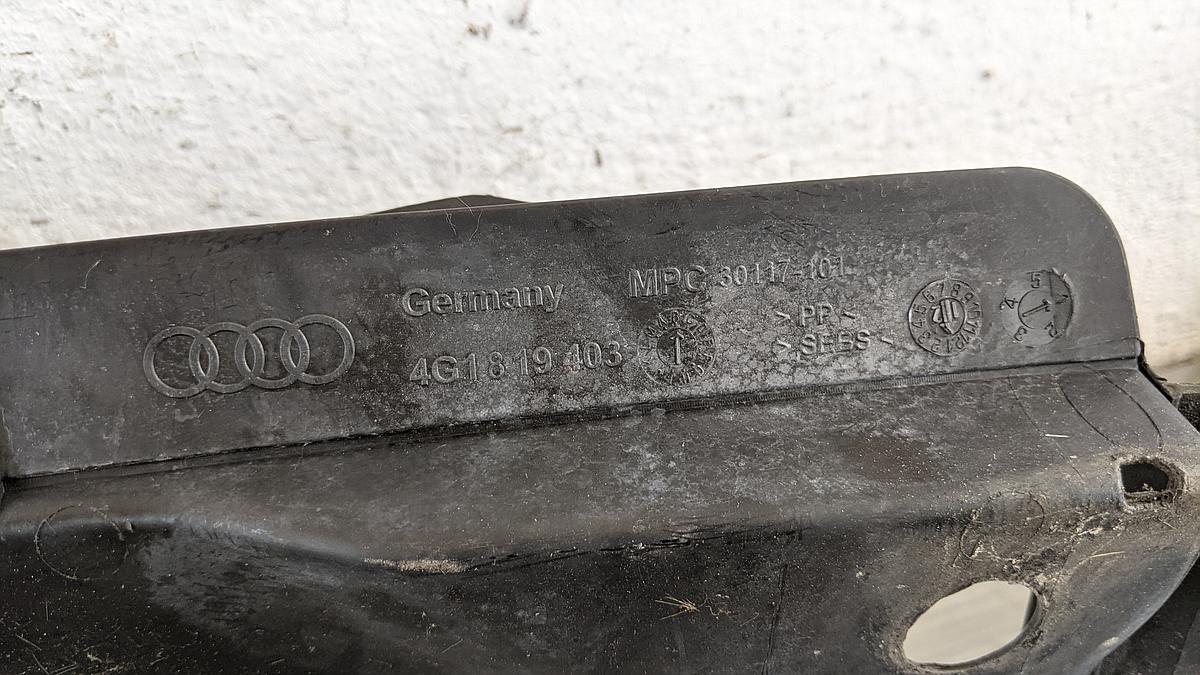 Germany
MPC 30117-101
4G1 819 403
> PP <
> SEBS <